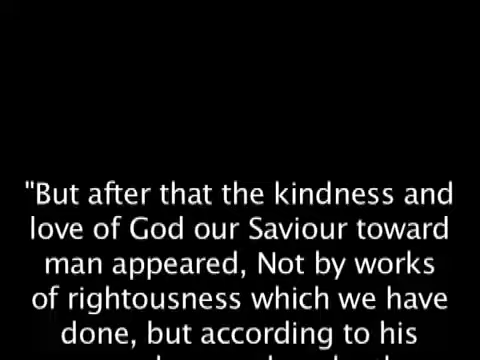 "But after that the kindness and
love of God our Saviour toward
man appeared, Not by works
of rightousness which we have
done, but according to his